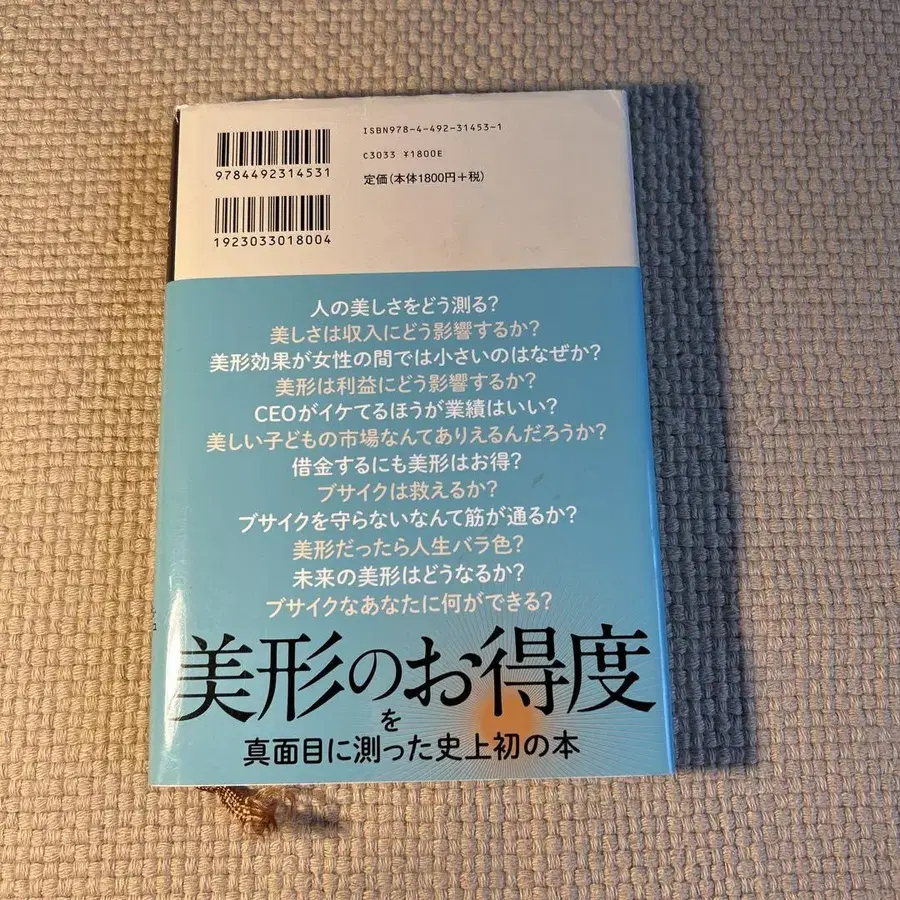 ISBN978-4-492-31453-1
C3033 ¥1800E
定価(本体1800円+税)
9784492314531
1923033018004
人の美しさをどう測る?
美しさは収入にどう影響するか?
美形効果が女性の間では小さいのはなぜか?
美形は利益にどう影響するか?
CEOがイケてるほうが業績はいい?
美しい子どもの市場なんてありえるんだろうか?
借金するにも美形はお得?
ブサイクは救えるか?
ブサイクを守らないなんて筋が通るか?
美形だったら人生バラ色?
未来の美形はどうなるか?
ブサイクなあなたに何ができる?
美形のお得度
を
真面目に測った史上初の本